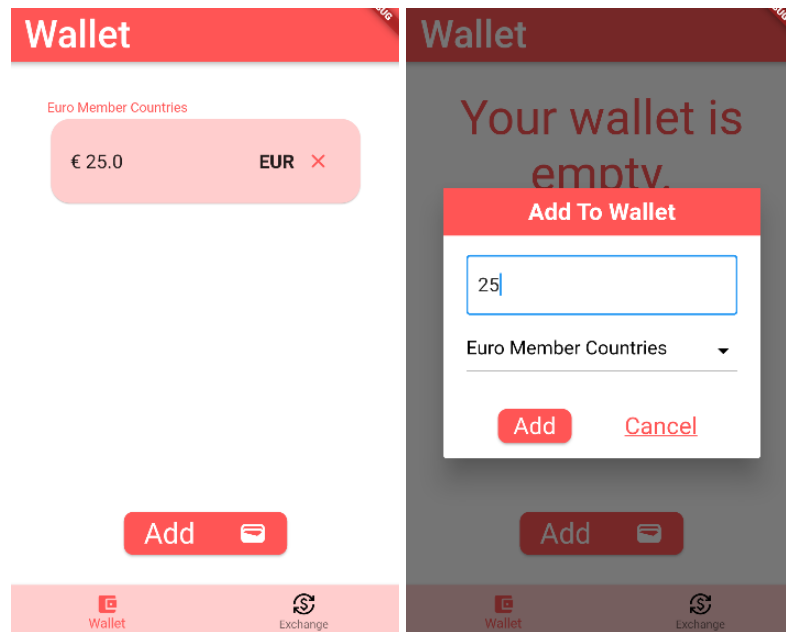 Wallet
Euro Member Countries
€ 25.0 EUR
Add
Wallet
Exchange
Wallet
Your wallet is
empty.
Add To Wallet
25
Euro Member Countries
Add
Cancel
Add
Wallet
Exchange